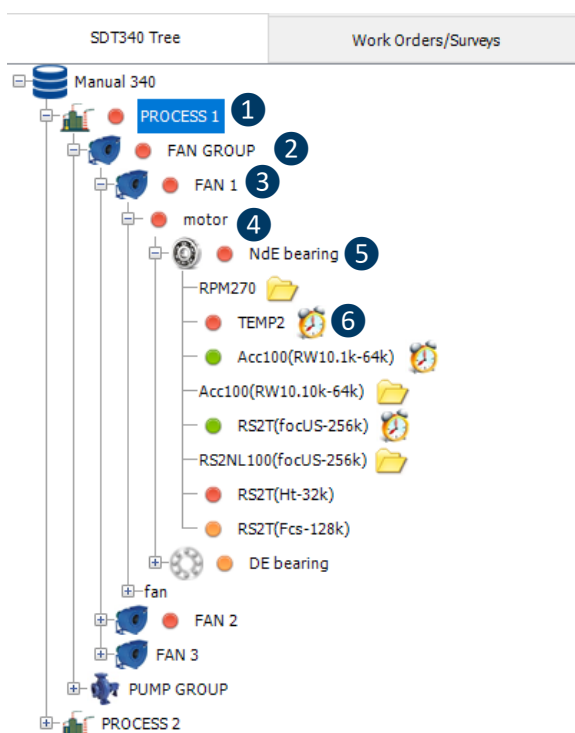 SDT340 Tree
Work Orders/Surveys
Manual 340
PROCESS 1 1
FAN GROUP 2
FAN 1 3
motor 4
NdE bearing 5
RPM270
TEMP2 6
Acc100(RW10.1k-64k)
Acc100(RW10.10k-64k)
RS2T(focUS-256k)
RS2NL100(focUS-256k)
RS2T(Ht-32k)
RS2T(Fcs-128k)
DE bearing
fan
FAN 2
FAN 3
PUMP GROUP
PROCESS 2